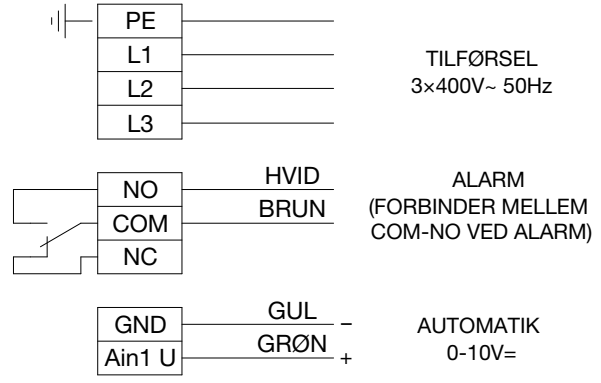 PE
L1
L2
L3
TILFØRSEL
3×400V~ 50Hz
NO
COM
NC
HVID
BRUN
ALARM
(FORBINDER MELLEM
COM-NO VED ALARM)
GND
Ain1 U
GUL
−
GRØN
+
AUTOMATIK
0-10V=